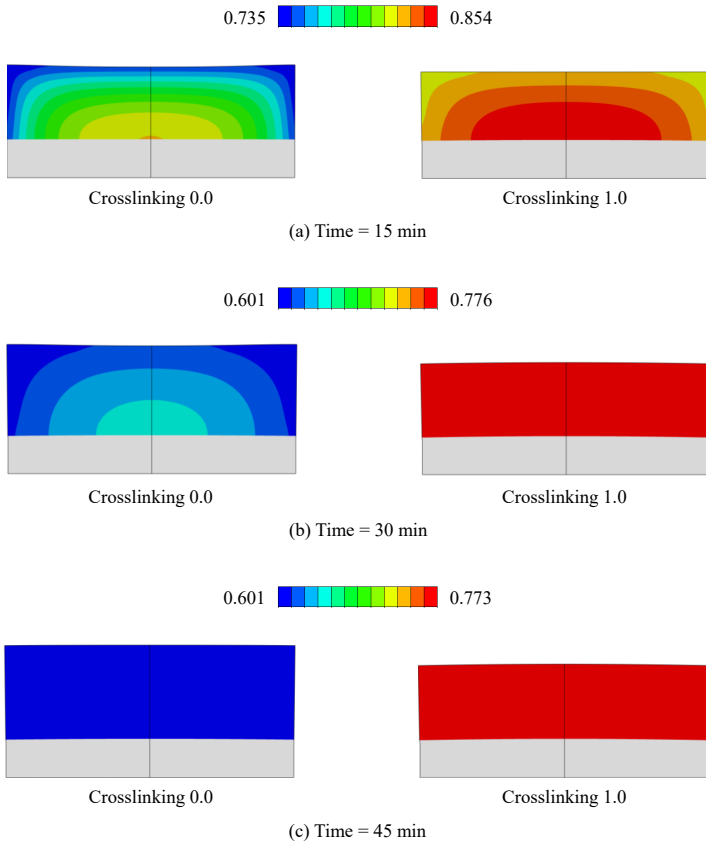 0.735 0.854
Crosslinking 0.0 Crosslinking 1.0
(a) Time = 15 min
0.601 0.776
Crosslinking 0.0 Crosslinking 1.0
(b) Time = 30 min
0.601 0.773
Crosslinking 0.0 Crosslinking 1.0
(c) Time = 45 min